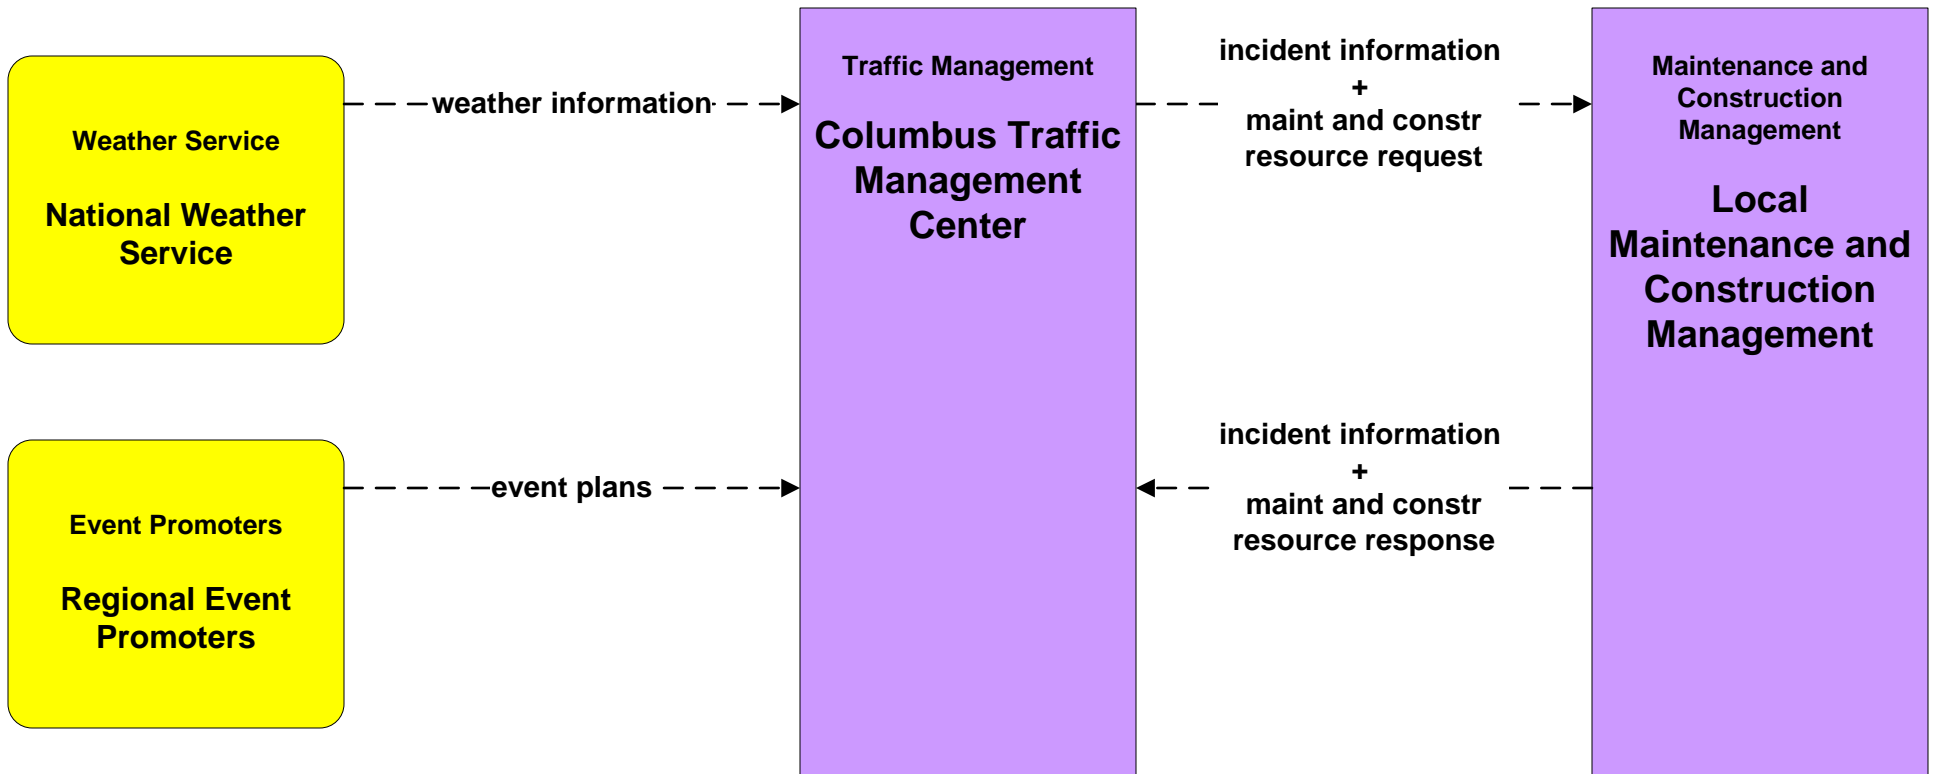 Weather Service
National Weather
Service
weather information
Traffic Management
Columbus Traffic
Management
Center
incident information
+
maint and constr
resource request
Maintenance and
Construction
Management
Local
Maintenance and
Construction
Management
Event Promoters
Regional Event
Promoters
event plans
incident information
+
maint and constr
resource response